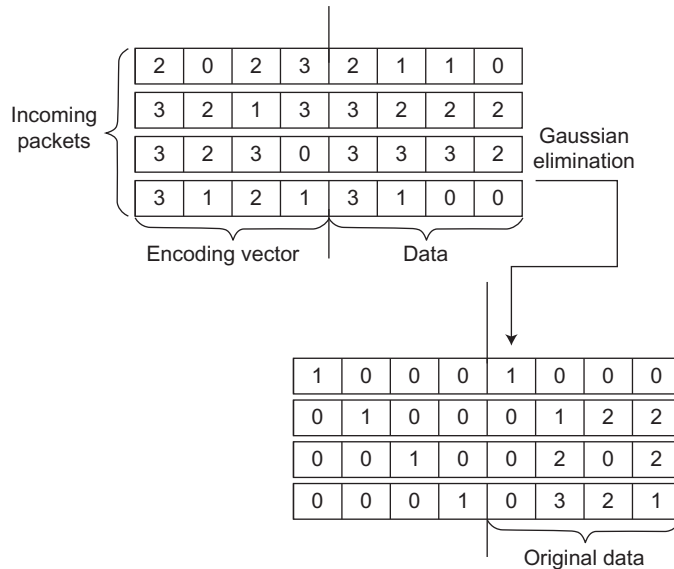 2 0 2 3 2 1 1 0
3 2 1 3 3 2 2 2
Incoming
packets
3 2 3 0 3 3 3 2
Gaussian
elimination
3 1 2 1 3 1 0 0
Encoding vector
Data
1 0 0 0 1 0 0 0
0 1 0 0 0 1 2 2
0 0 1 0 0 2 0 2
0 0 0 1 0 3 2 1
Original data